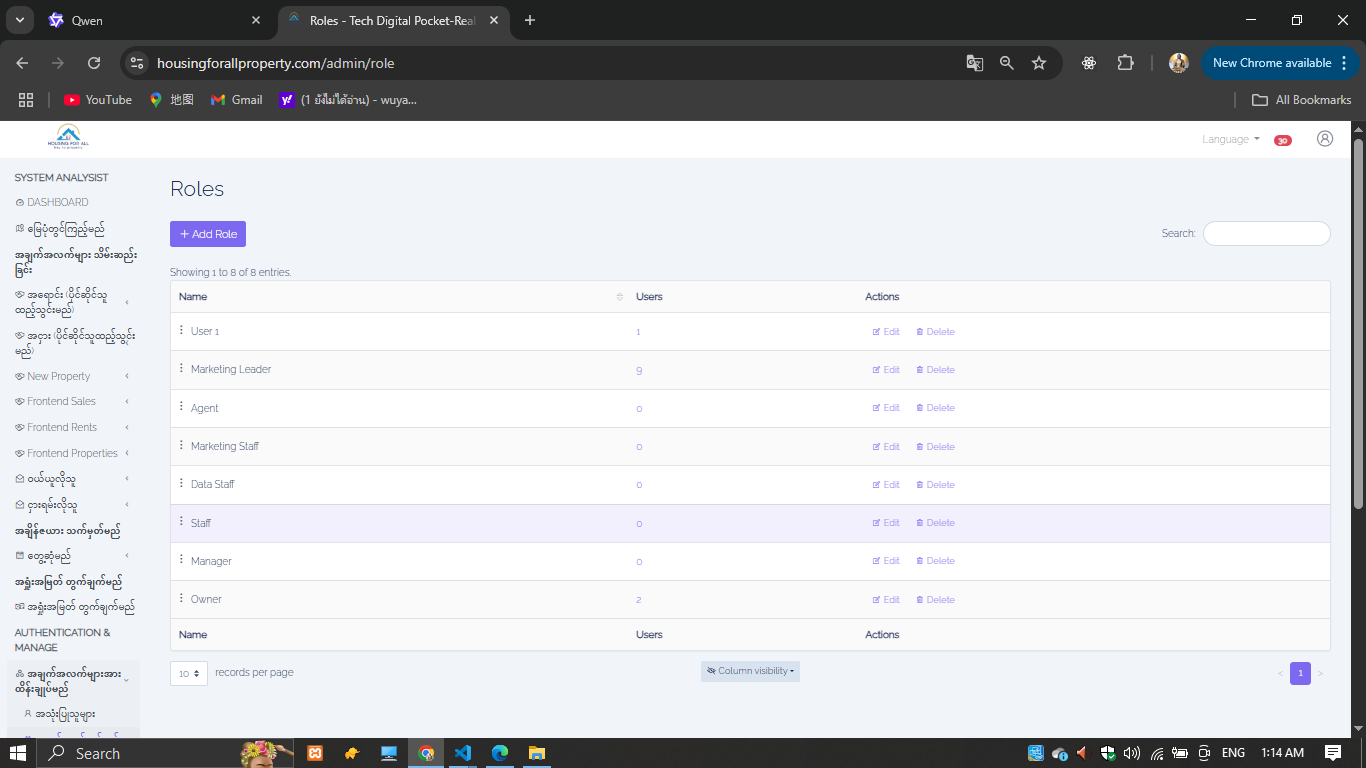 Qwen
Roles - Tech Digital Pocket-Real
housingforallproperty.com/admin/role
New Chrome available
YouTube
地图
Gmail
(1 ยังไม่ได้อ่าน) - wuya...
All Bookmarks
HOUSING FOR ALL
Language
30
SYSTEM ANALYSIST
DASHBOARD
မြေပုံတွင်ကြည့်မည်
အချက်အလက်များ သိမ်းဆည်း
ခြင်း
အရောင်း (ပိုင်ဆိုင်သူ
ထည့်သွင်းမည်)
အငှား (ပိုင်ဆိုင်သူထည့်သွင်း
မည်)
New Property
Frontend Sales
Frontend Rents
Frontend Properties
ဝယ်ယူလိုသူ
ငှားရမ်းလိုသူ
အချိန်ဇယား သက်မှတ်မည်
တွေ့ဆုံမည်
အရှုံးအမြတ် တွက်ချက်မည်
အရှုံးအမြတ် တွက်ချက်မည်
AUTHENTICATION &
MANAGE
အချက်အလက်များအား
ထိန်းချုပ်မည်
အသုံးပြုသူများ
Roles
+ Add Role
Search:
Showing 1 to 8 of 8 entries.
Name Users Actions
User 1 1 Edit Delete
Marketing Leader 9 Edit Delete
Agent 0 Edit Delete
Marketing Staff 0 Edit Delete
Data Staff 0 Edit Delete
Staff 0 Edit Delete
Manager 0 Edit Delete
Owner 2 Edit Delete
Name Users Actions
10 records per page
Column visibility
< 1 >
Search
ENG
1:14 AM